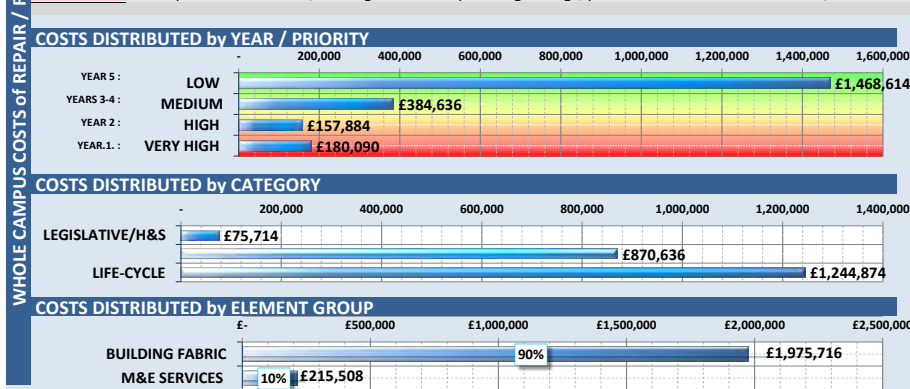 WHOLE CAMPUS COSTS of REPAIR /
COSTS DISTRIBUTED by YEAR / PRIORITY
- 200,000 400,000 600,000 800,000 1,000,000 1,200,000 1,400,000 1,600,000
YEAR 5 : LOW £1,468,614
YEARS 3-4 : MEDIUM £384,636
YEAR 2 : HIGH £157,884
YEAR.1. : VERY HIGH £180,090
COSTS DISTRIBUTED by CATEGORY
- 200,000 400,000 600,000 800,000 1,000,000 1,200,000 1,400,000
LEGISLATIVE/H&S £75,714
£870,636
LIFE-CYCLE £1,244,874
COSTS DISTRIBUTED by ELEMENT GROUP
£- £500,000 £1,000,000 £1,500,000 £2,000,000 £2,500,000
BUILDING FABRIC 90% £1,975,716
M&E SERVICES 10% £215,508